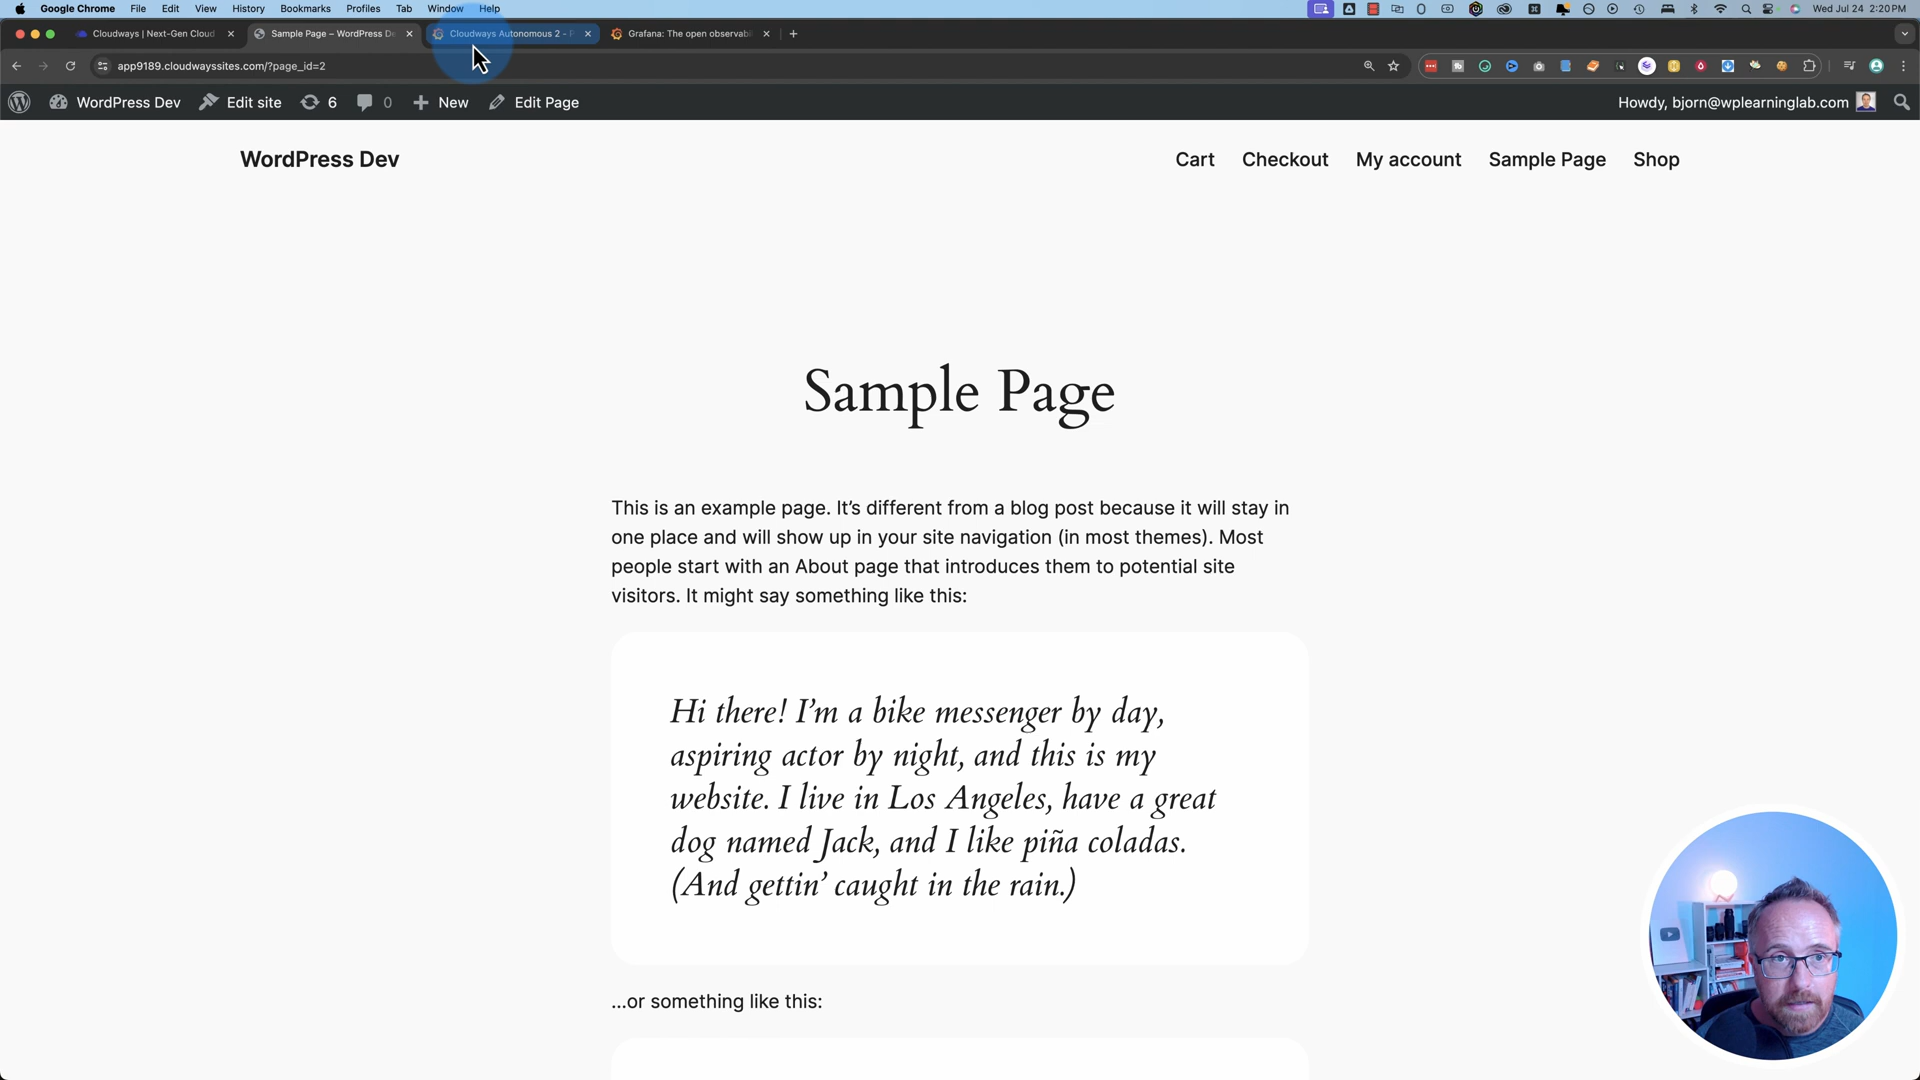 Google Chrome File Edit View History Bookmarks Profiles Tab Window Help Wed Jul 24 2:20 PM
Cloudways | Next-Gen Cloud Sample Page – WordPress De Cloudways Autonomous 2 - P Grafana: The open observabi
app9189.cloudwayssites.com/?page_id=2
WordPress Dev Edit site 6 0 New Edit Page Howdy, bjorn@wplearninglab.com
WordPress Dev Cart Checkout My account Sample Page Shop
Sample Page
This is an example page. It’s different from a blog post because it will stay in
one place and will show up in your site navigation (in most themes). Most
people start with an About page that introduces them to potential site
visitors. It might say something like this:
Hi there! I’m a bike messenger by day,
aspiring actor by night, and this is my
website. I live in Los Angeles, have a great
dog named Jack, and I like piña coladas.
(And gettin’ caught in the rain.)
…or something like this: